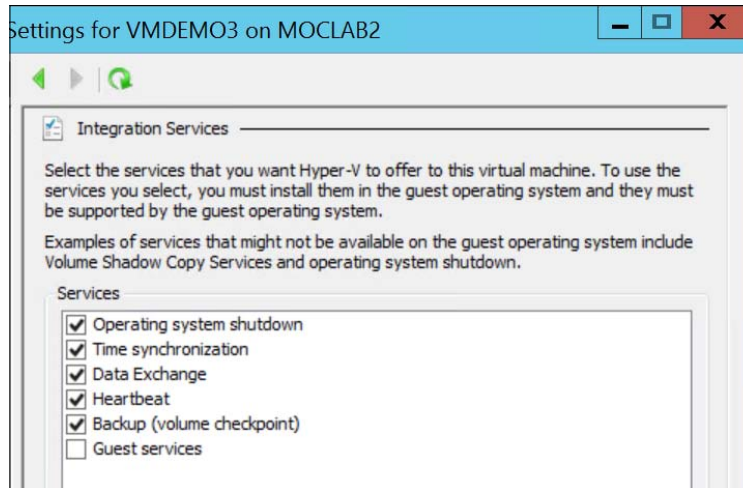 Settings for VMDEMO3 on MOCLAB2
Integration Services
Select the services that you want Hyper-V to offer to this virtual machine. To use the
services you select, you must install them in the guest operating system and they must
be supported by the guest operating system.
Examples of services that might not be available on the guest operating system include
Volume Shadow Copy Services and operating system shutdown.
Services
Operating system shutdown
Time synchronization
Data Exchange
Heartbeat
Backup (volume checkpoint)
Guest services